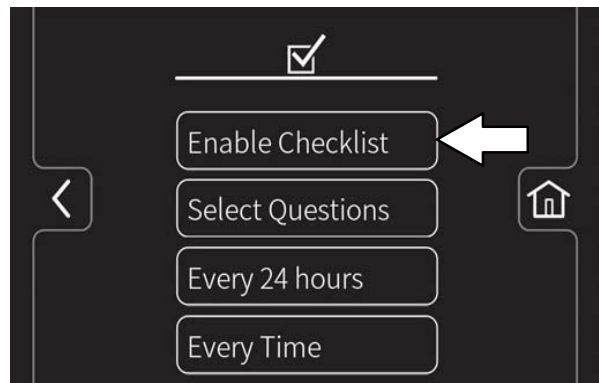 Enable Checklist
Select Questions
Every 24 hours
Every Time